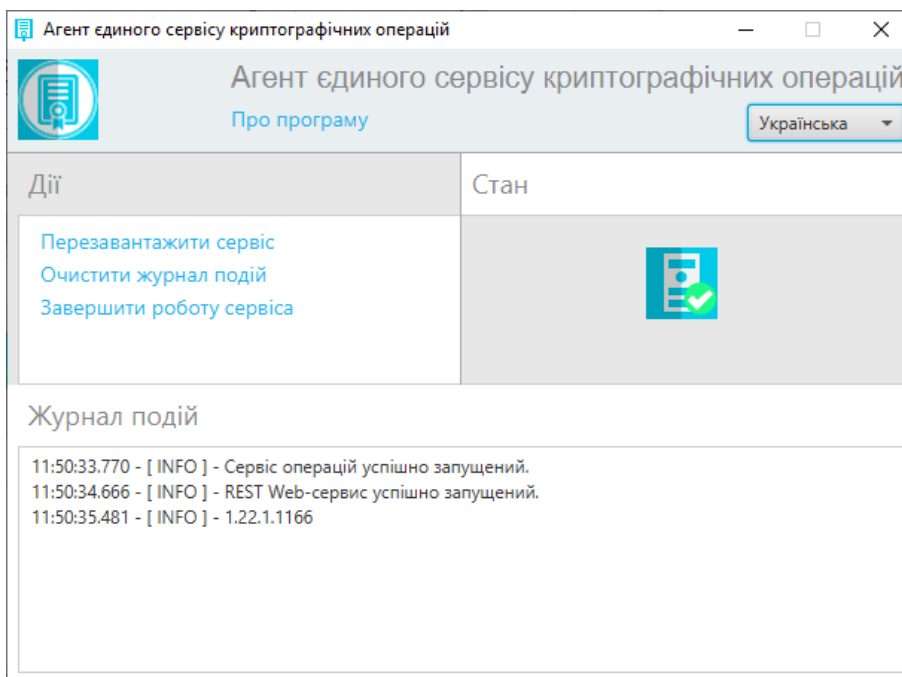 Агент єдиного сервісу криптографічних операцій
Агент єдиного сервісу криптографічних операцій
Про програму
Українська
Дії
Стан
Перезавантажити сервіс
Очистити журнал подій
Завершити роботу сервіса
Журнал подій
11:50:33.770 - [ INFO ] - Сервіс операцій успішно запущений.
11:50:34.666 - [ INFO ] - REST Web-сервис успішно запущений.
11:50:35.481 - [ INFO ] - 1.22.1.1166